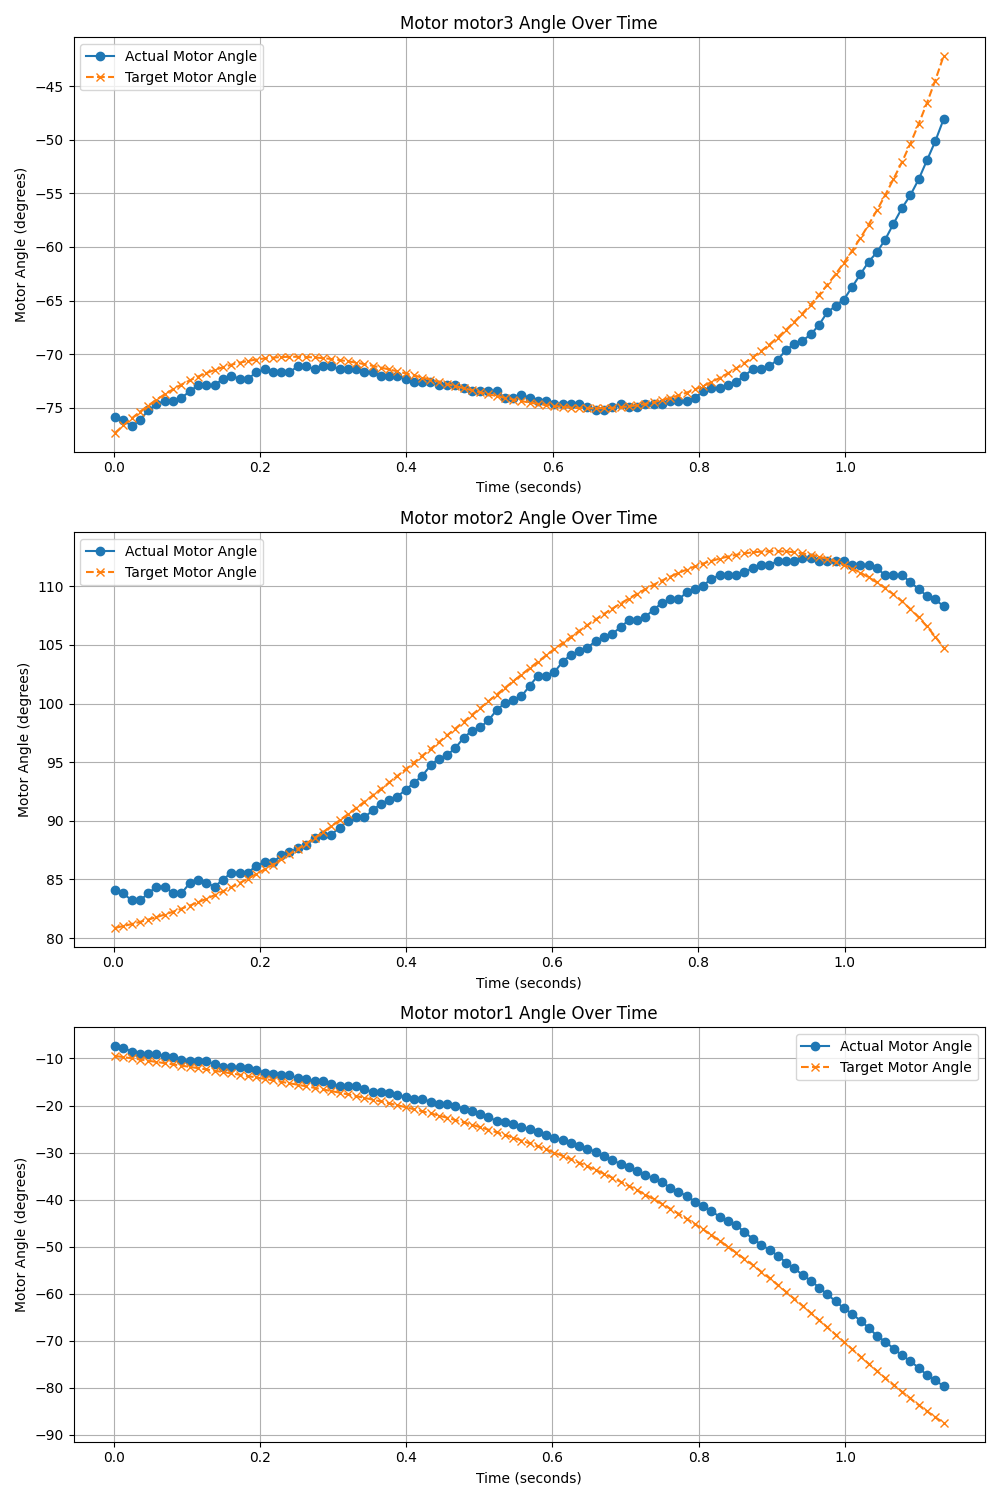 Motor motor3 Angle Over Time
Actual Motor Angle
Target Motor Angle
Motor Angle (degrees)
−45
−50
−55
−60
−65
−70
−75
0.0 0.2 0.4 0.6 0.8 1.0
Time (seconds)
Motor motor2 Angle Over Time
Actual Motor Angle
Target Motor Angle
Motor Angle (degrees)
110
105
100
95
90
85
80
0.0 0.2 0.4 0.6 0.8 1.0
Time (seconds)
Motor motor1 Angle Over Time
Actual Motor Angle
Target Motor Angle
Motor Angle (degrees)
−10
−20
−30
−40
−50
−60
−70
−80
−90
0.0 0.2 0.4 0.6 0.8 1.0
Time (seconds)